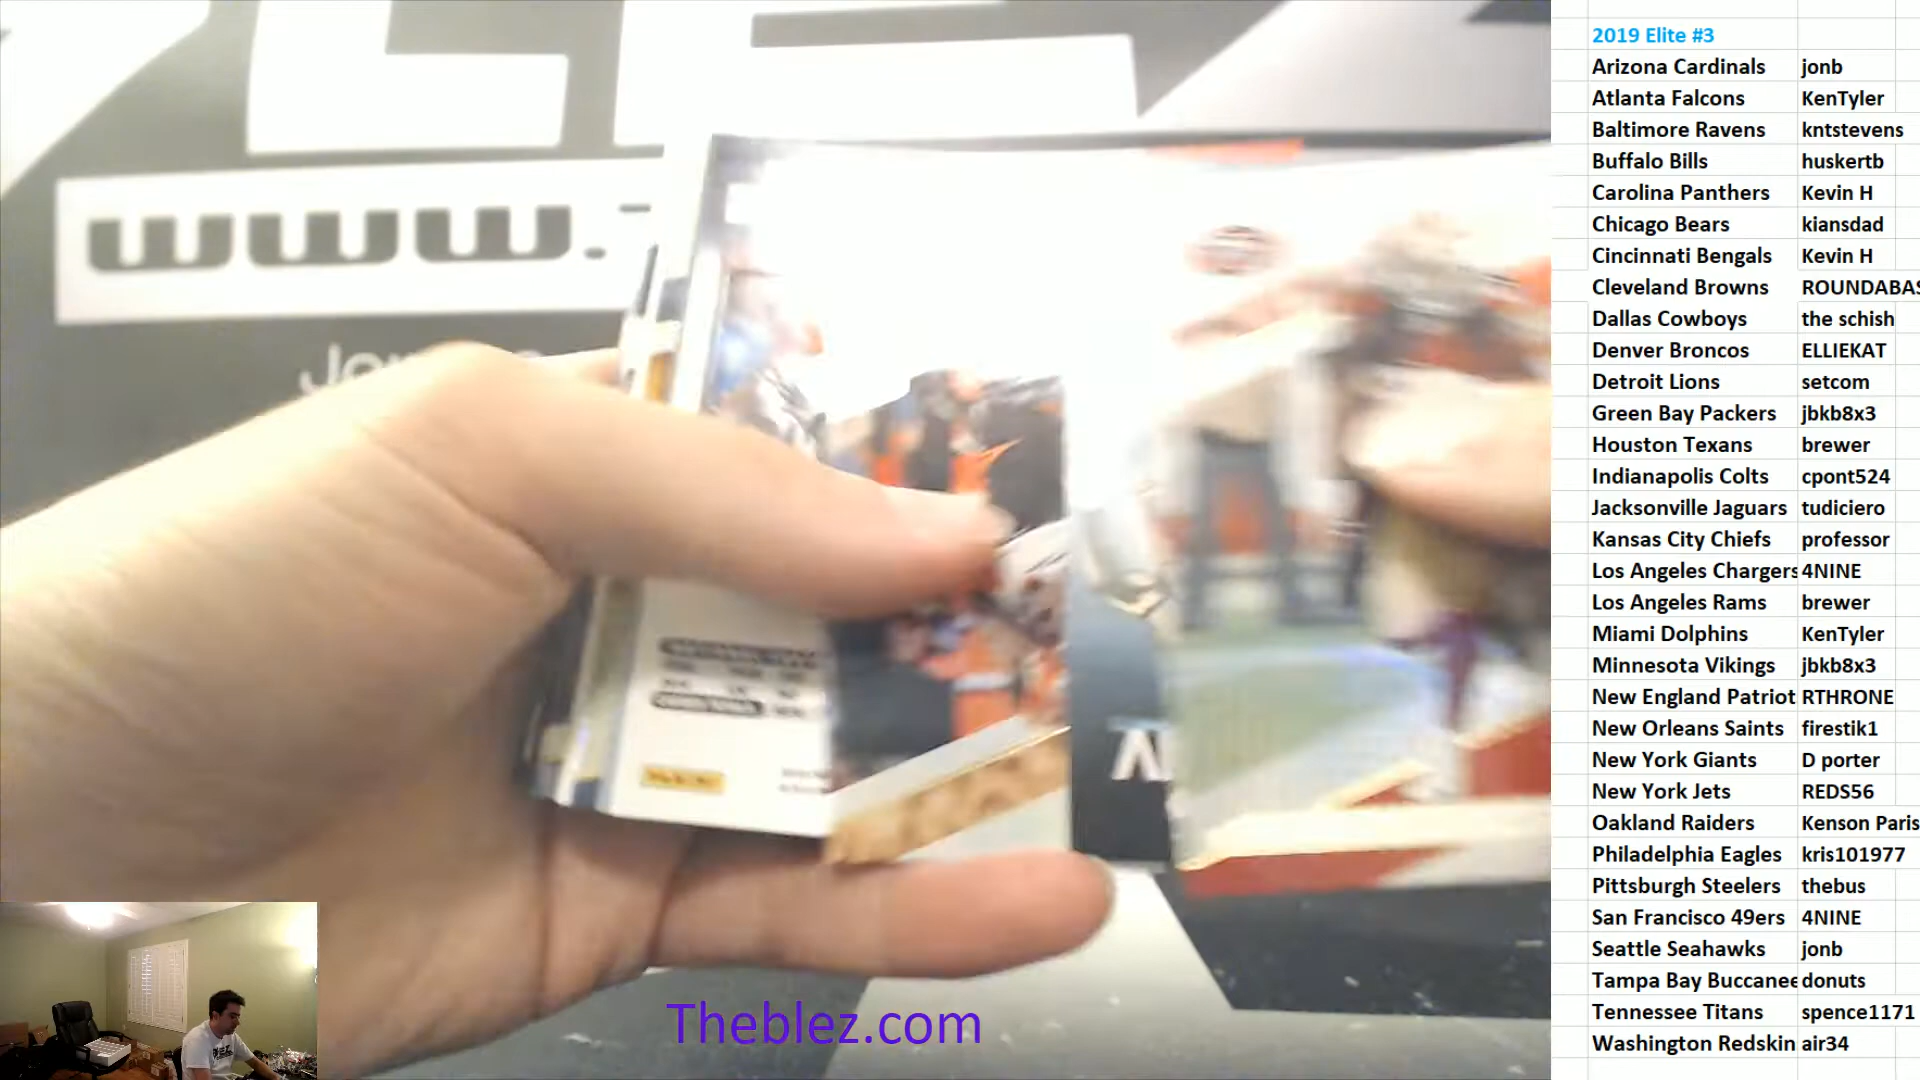 www.
2019 Elite #3
Arizona Cardinals jonb
Atlanta Falcons KenTyler
Baltimore Ravens kntstevens
Buffalo Bills huskertb
Carolina Panthers Kevin H
Chicago Bears kiansdad
Cincinnati Bengals Kevin H
Cleveland Browns ROUNDABAS
Dallas Cowboys the schish
Denver Broncos ELLIEKAT
Detroit Lions setcom
Green Bay Packers jbkb8x3
Houston Texans brewer
Indianapolis Colts cpont524
Jacksonville Jaguars tudiciero
Kansas City Chiefs professor
Los Angeles Chargers 4NINE
Los Angeles Rams brewer
Miami Dolphins KenTyler
Minnesota Vikings jbkb8x3
New England Patriot RTHRONE
New Orleans Saints firestik1
New York Giants D porter
New York Jets REDS56
Oakland Raiders Kenson Paris
Philadelphia Eagles kris101977
Pittsburgh Steelers thebus
San Francisco 49ers 4NINE
Seattle Seahawks jonb
Tampa Bay Buccanee donuts
Tennessee Titans spence1171
Washington Redskin air34
Theblez.com